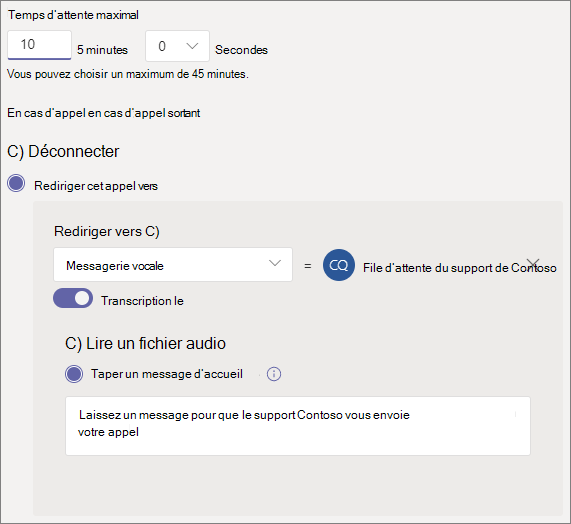 Temps d'attente maximal
10 5 minutes 0 Secondes
Vous pouvez choisir un maximum de 45 minutes.
En cas d'appel en cas d'appel sortant
C) Déconnecter
Rediriger cet appel vers
Rediriger vers C)
Messagerie vocale = CQ File d'attente du support de Contoso
Transcription le
C) Lire un fichier audio
Taper un message d'accueil
Laissez un message pour que le support Contoso vous envoie
votre appel